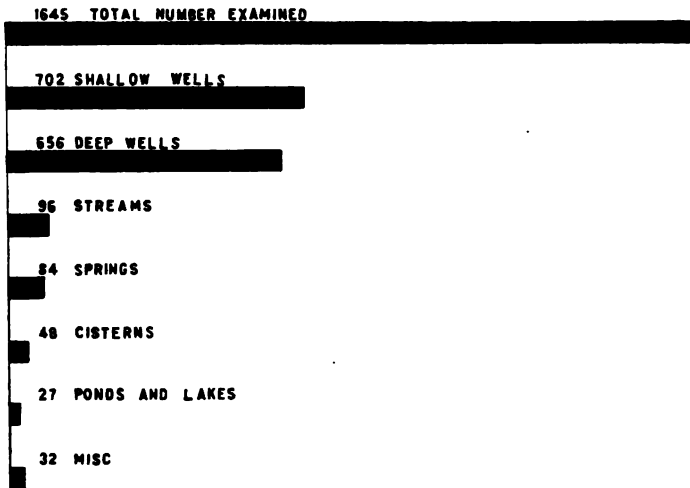 1645 TOTAL NUMBER EXAMINED
702 SHALLOW WELLS
656 DEEP WELLS
96 STREAMS
84 SPRINGS
48 CISTERNS
27 PONDS AND LAKES
32 MISC